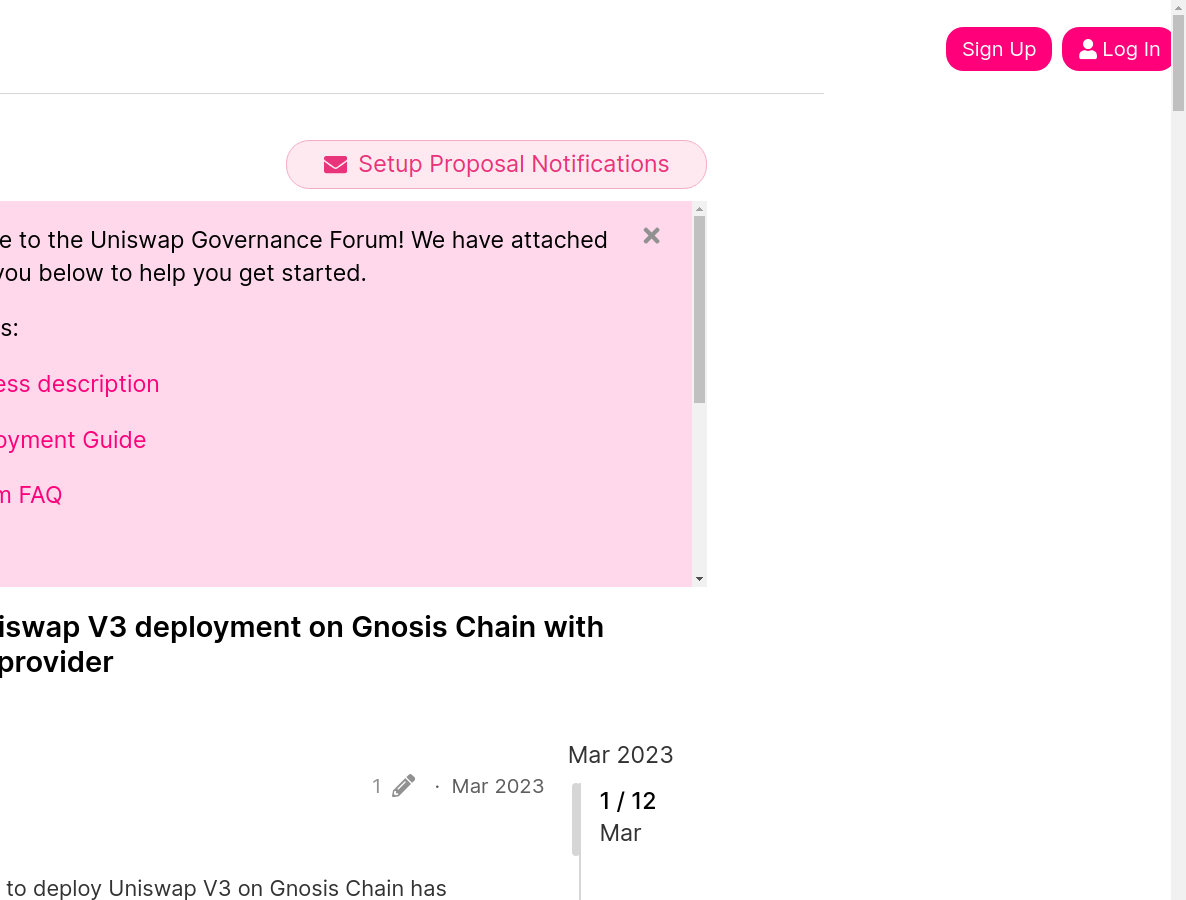 Sign Up
Log In
Setup Proposal Notifications
e to the Uniswap Governance Forum! We have attached
you below to help you get started.
s:
ess description
oyment Guide
m FAQ
iswap V3 deployment on Gnosis Chain with
provider
Mar 2023
1 · Mar 2023
1 / 12
Mar
to deploy Uniswap V3 on Gnosis Chain has